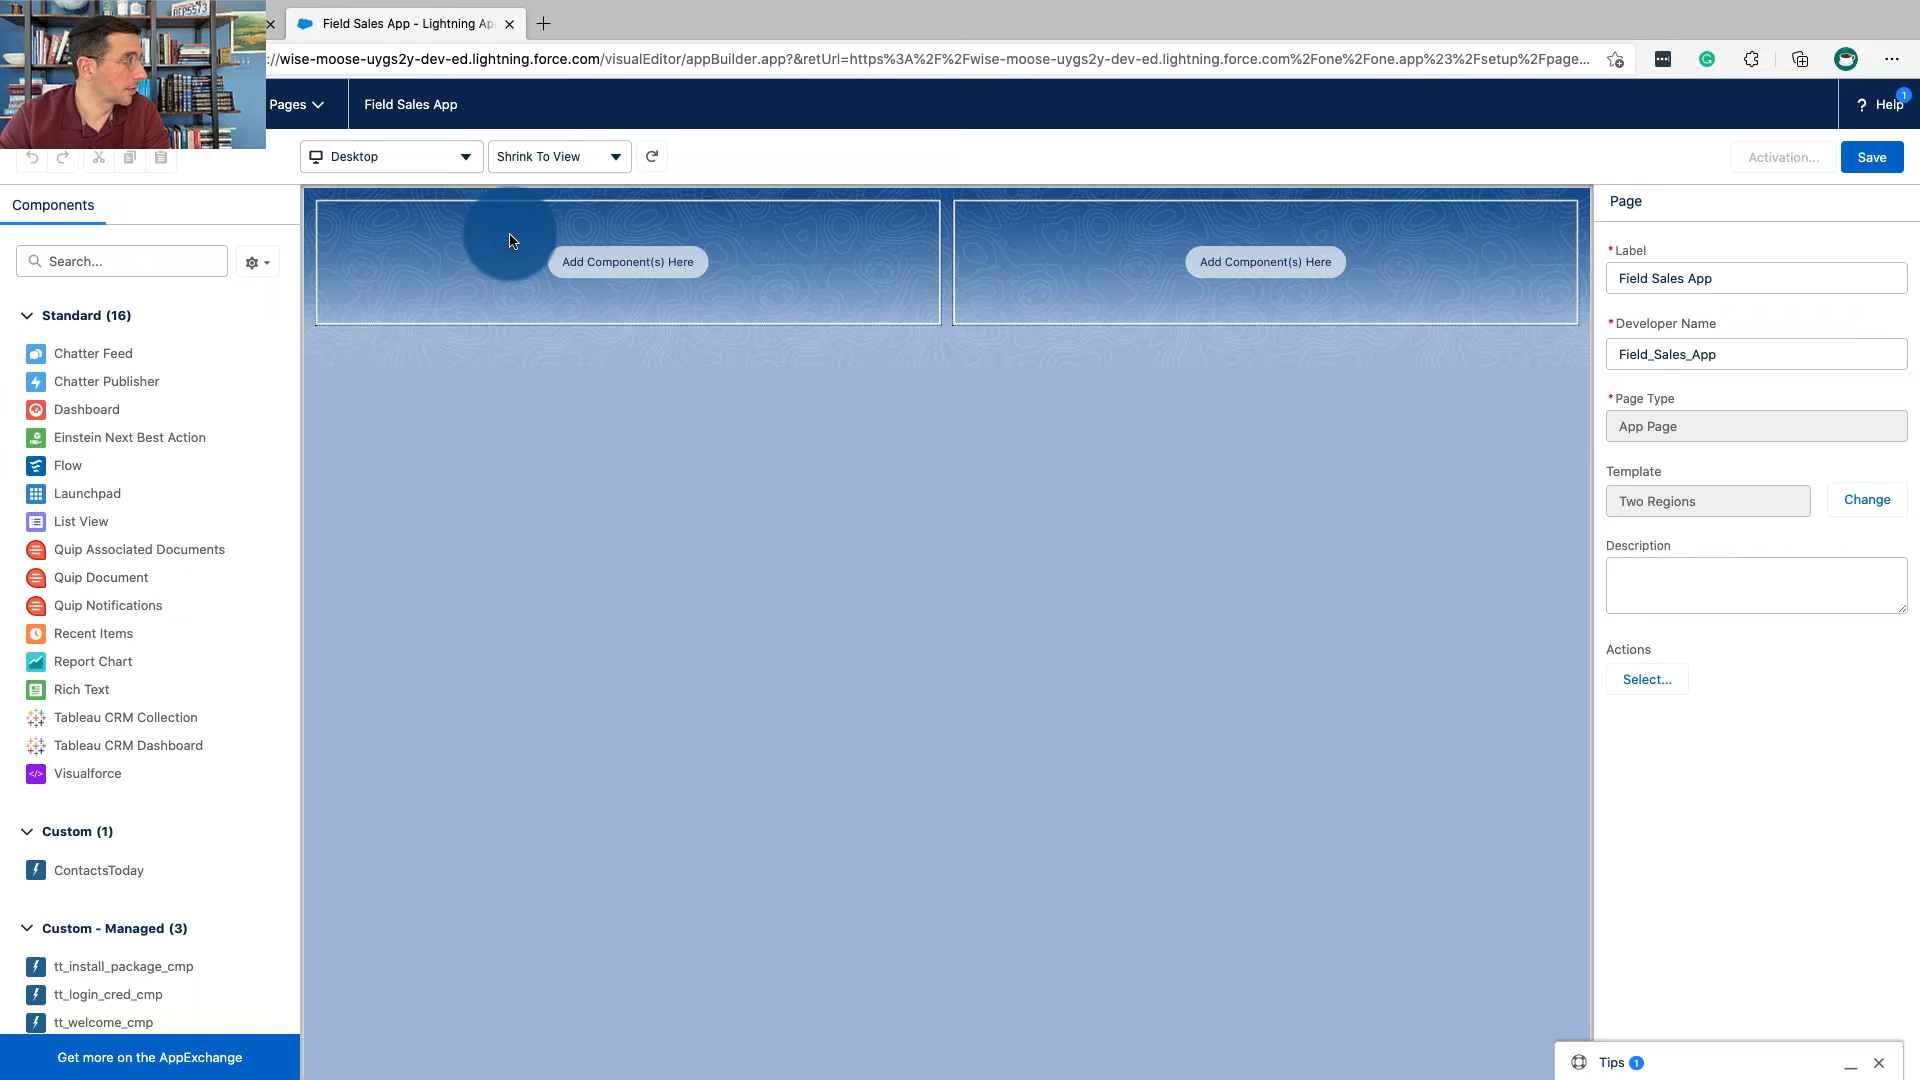 Field Sales App - Lightning Ap
://wise-moose-uygs2y-dev-ed.lightning.force.com/visualEditor/appBuilder.app?&retUrl=https%3A%2F%2Fwise-moose-uygs2y-dev-ed.lightning.force.com%2Fone%2Fone.app%23%2Fsetup%2Fpage...
Pages
Field Sales App
? Help
1
Desktop
Shrink To View
Activation...
Save
Components
Search...
Standard (16)
Chatter Feed
Chatter Publisher
Dashboard
Einstein Next Best Action
Flow
Launchpad
List View
Quip Associated Documents
Quip Document
Quip Notifications
Recent Items
Report Chart
Rich Text
Tableau CRM Collection
Tableau CRM Dashboard
Visualforce
Custom (1)
ContactsToday
Custom - Managed (3)
tt_install_package_cmp
tt_login_cred_cmp
tt_welcome_cmp
Get more on the AppExchange
Add Component(s) Here
Add Component(s) Here
Page
*Label
Field Sales App
*Developer Name
Field_Sales_App
*Page Type
App Page
Template
Two Regions
Change
Description
Actions
Select...
Tips 1